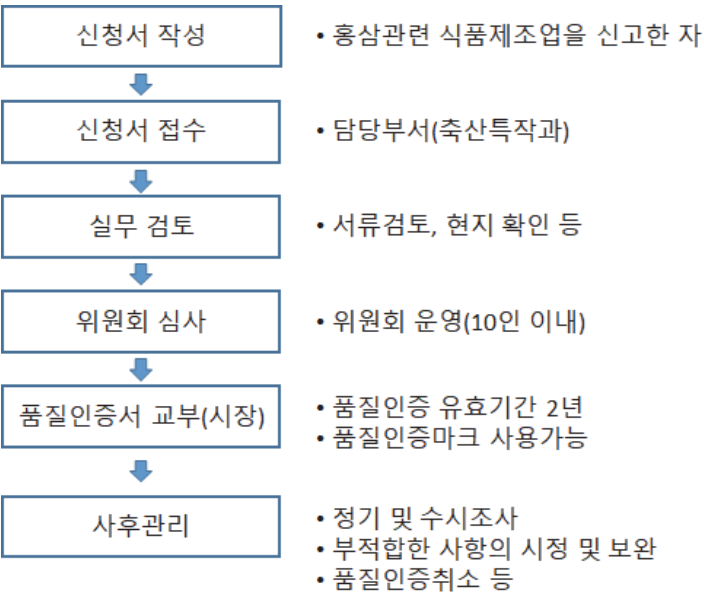 신청서 작성
• 홍삼관련 식품제조업을 신고한 자
신청서 접수
• 담당부서(축산특작과)
실무 검토
• 서류검토, 현지 확인 등
위원회 심사
• 위원회 운영(10인 이내)
품질인증서 교부(시장)
• 품질인증 유효기간 2년
• 품질인증마크 사용가능
사후관리
• 정기 및 수시조사
• 부적합한 사항의 시정 및 보완
• 품질인증취소 등